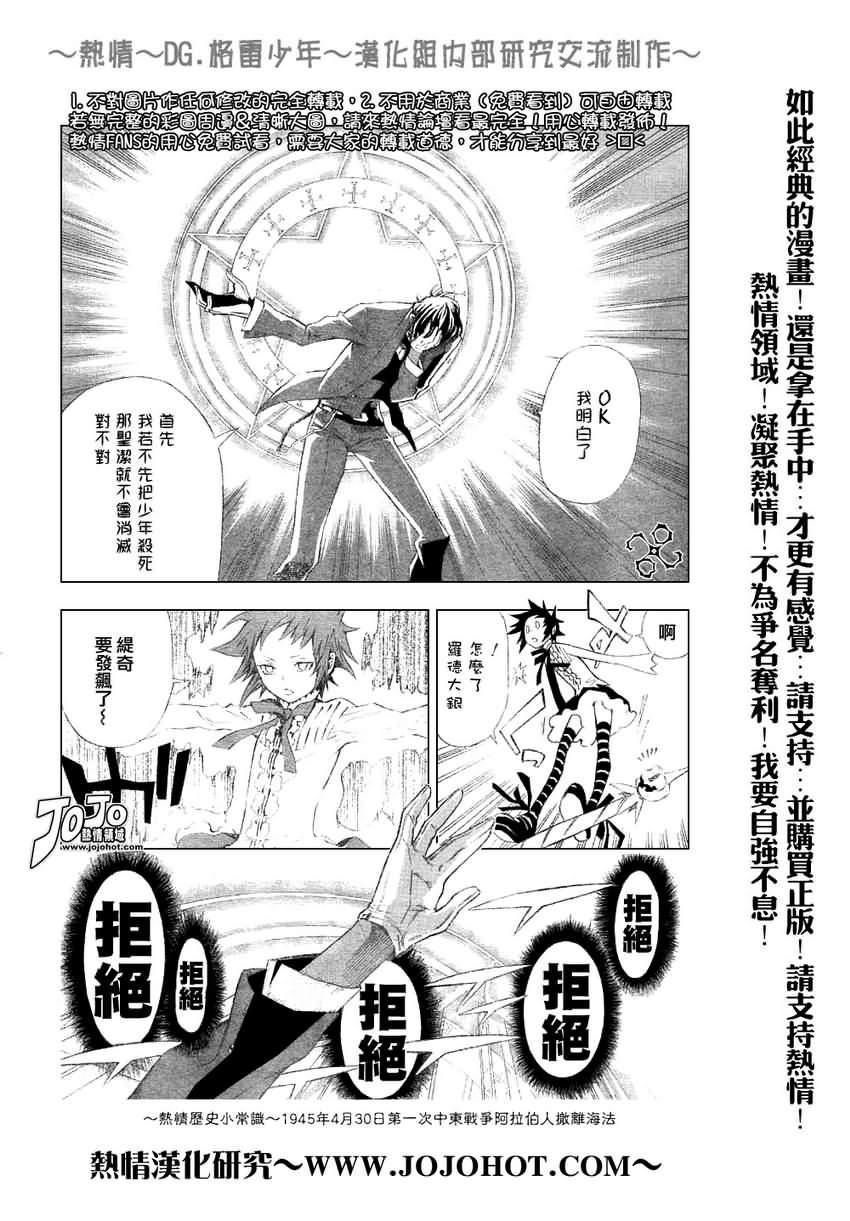 ～熱情～DG.格雷少年～漢化組内部研究交流制作～
1.不對圖片作任何修改的完全轉載，2.不用於商業（免費看到）可自由轉載
若無完整的彩圖周漫＆清晰大圖，請來熱情論壇看最完全！用心轉載發佈！
熱情FANS的用心免費試看，需要大家的轉載道德，才能分享到最好 >口<
如此經典的漫畫！還是拿在手中…才更有感覺…請支持…並購買正版！請支持熱情！
熱情領域！凝聚熱情！不為爭名奪利！我要自強不息！
OK
我明白了
首先
我若不先把少年殺死
那聖潔就不會消滅
對不對
啊
怎麼了
羅德大銀
緹奇
要發飆了～
JOJO
熱情領域
www.jojohot.com
拒絕
拒絕
拒絕
拒絕
拒絕
～熱情歷史小常識～1945年4月30日第一次中東戰爭阿拉伯人撤離海法
熱情漢化研究～WWW.JOJOHOT.COM～